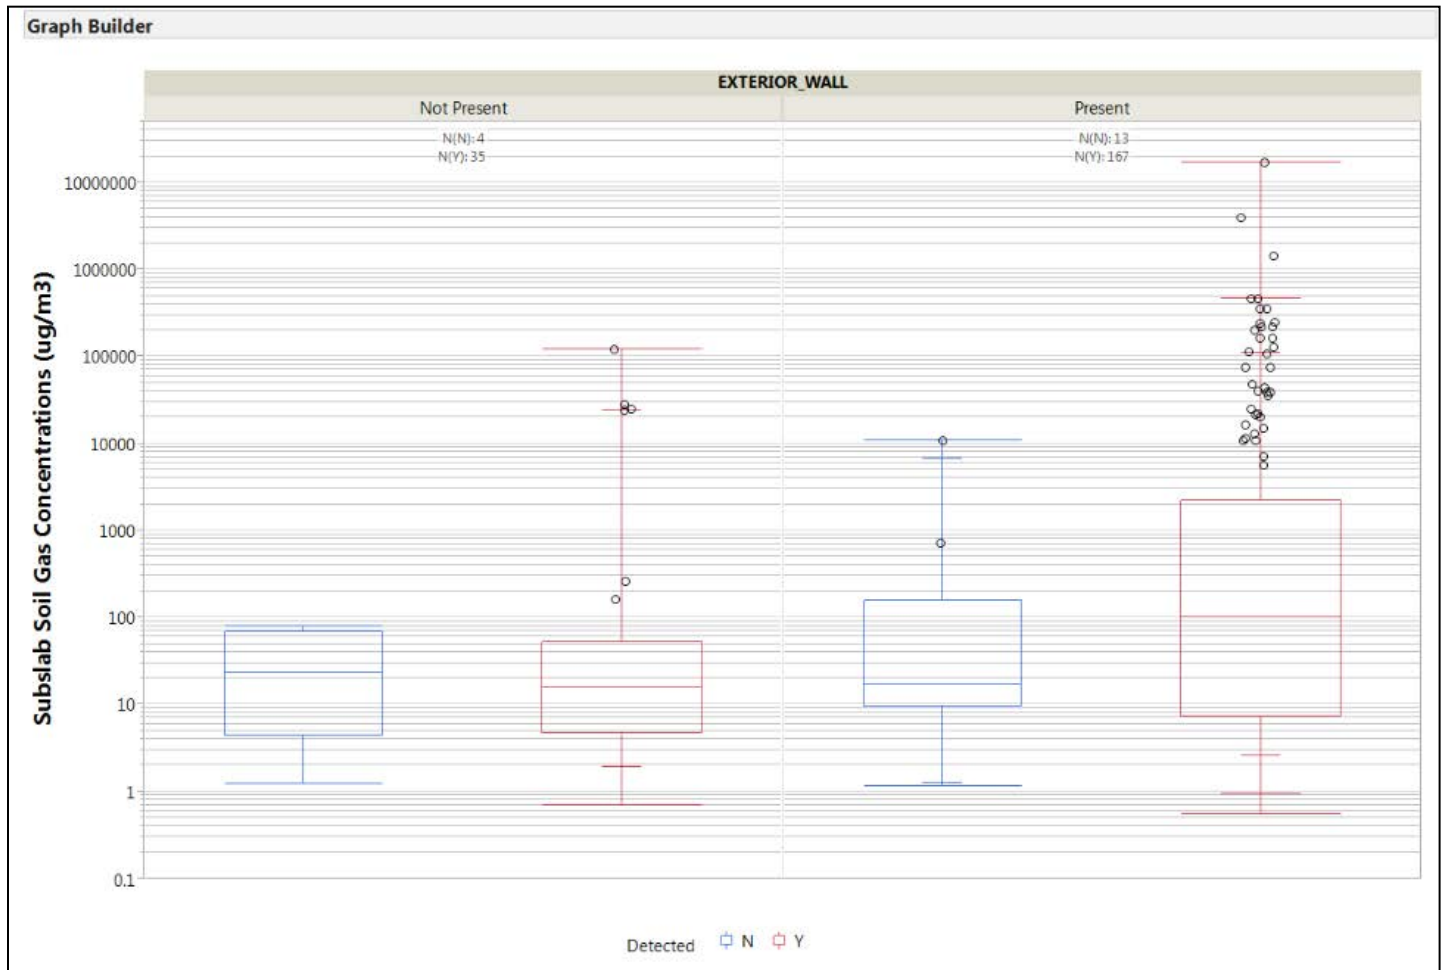 Graph Builder
EXTERIOR_WALL
Not Present
Present
N(N): 4
N(Y): 35
N(N): 13
N(Y): 167
Subslab Soil Gas Concentrations (ug/m3)
10000000
1000000
100000
10000
1000
100
10
1
0.1
Detected N Y